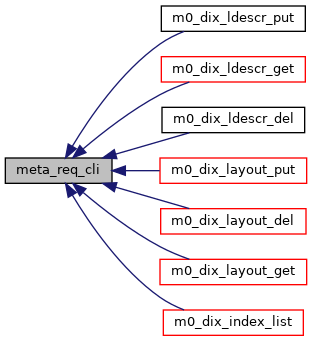 m0_dix_ldescr_put
m0_dix_ldescr_get
m0_dix_ldescr_del
meta_req_cli
m0_dix_layout_put
m0_dix_layout_del
m0_dix_layout_get
m0_dix_index_list